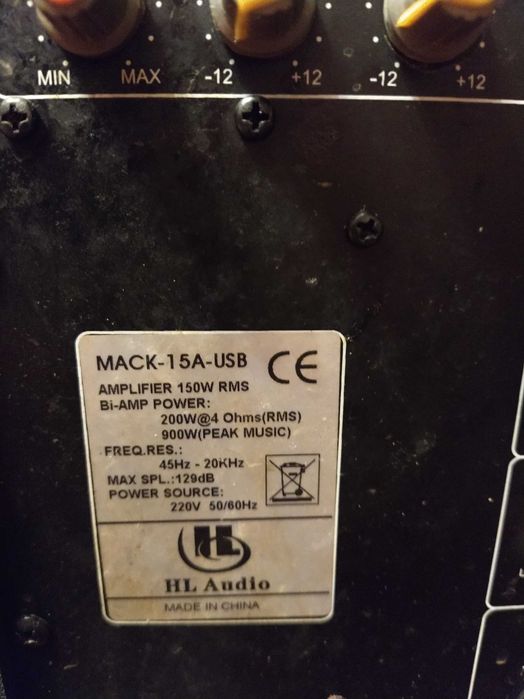 MIN MAX -12 +12 -12 +12
MACK-15A-USB CE
AMPLIFIER 150W RMS
Bi-AMP POWER:
200W@4 Ohms(RMS)
900W(PEAK MUSIC)
FREQ.RES.:
45Hz - 20KHz
MAX SPL.:129dB
POWER SOURCE:
220V 50/60Hz
HL
HL Audio
MADE IN CHINA